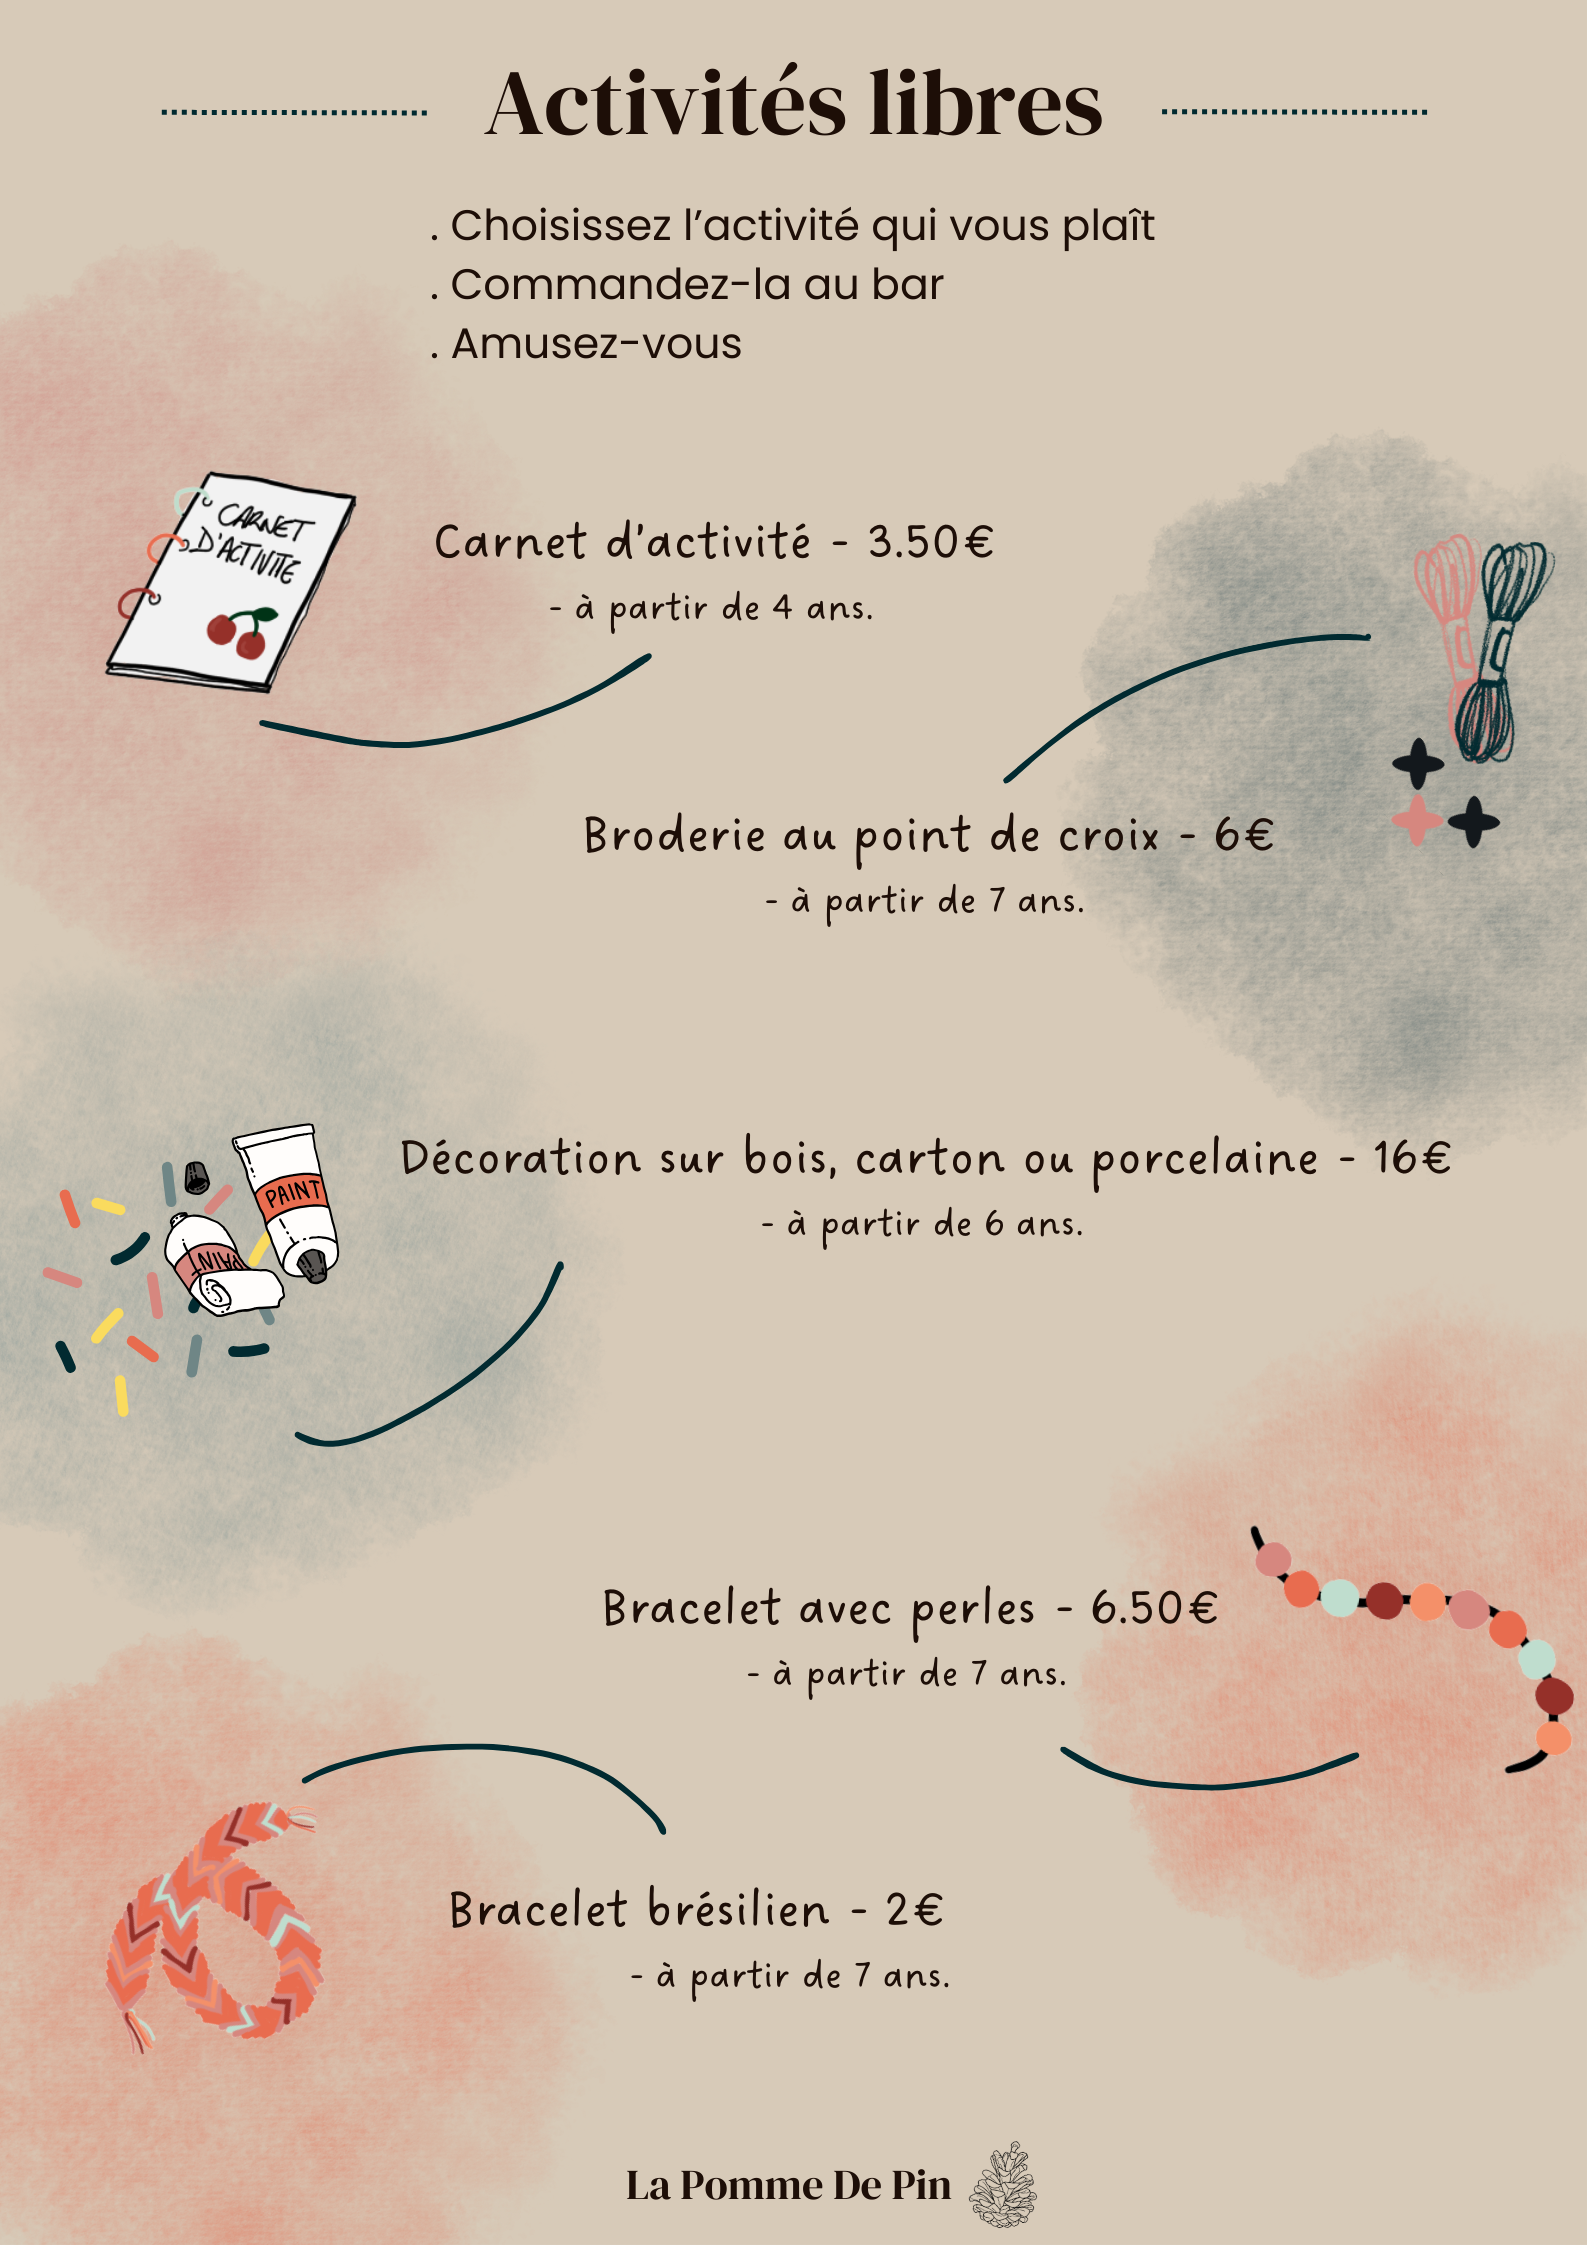 Activités libres
. Choisissez l’activité qui vous plaît
. Commandez-la au bar
. Amusez-vous
CARNET
D'ACTIVITE
Carnet d'activité - 3.50€
- à partir de 4 ans.
Broderie au point de croix - 6€
- à partir de 7 ans.
Décoration sur bois, carton ou porcelaine - 16€
- à partir de 6 ans.
PAINT
PAINT
Bracelet avec perles - 6.50€
- à partir de 7 ans.
Bracelet brésilien - 2€
- à partir de 7 ans.
La Pomme De Pin